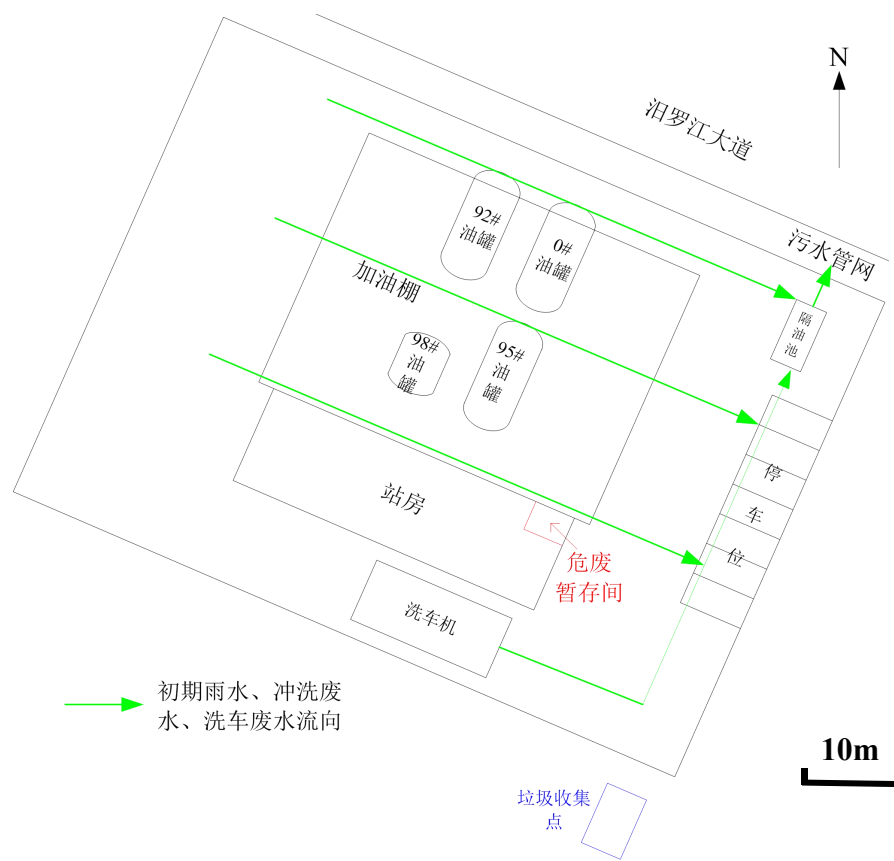 N
汨罗江大道
污水管网
92#
油罐
0#
油罐
加油棚
隔
油
池
98#
油
罐
95#
油
罐
停
车
位
站房
危废
暂存间
洗车机
初期雨水、冲洗废
水、洗车废水流向
10m
垃圾收集
点